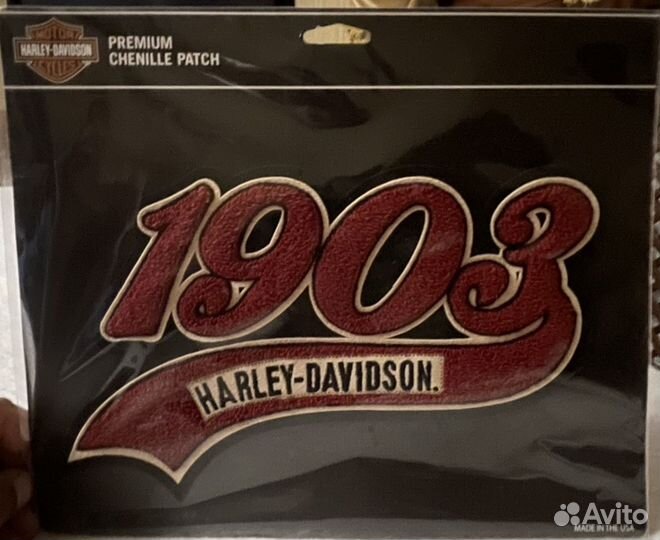 MOTOR
HARLEY-DAVIDSON
CYCLES
PREMIUM
CHENILLE PATCH
1903
HARLEY-DAVIDSON.
Avito
MADE IN THE USA